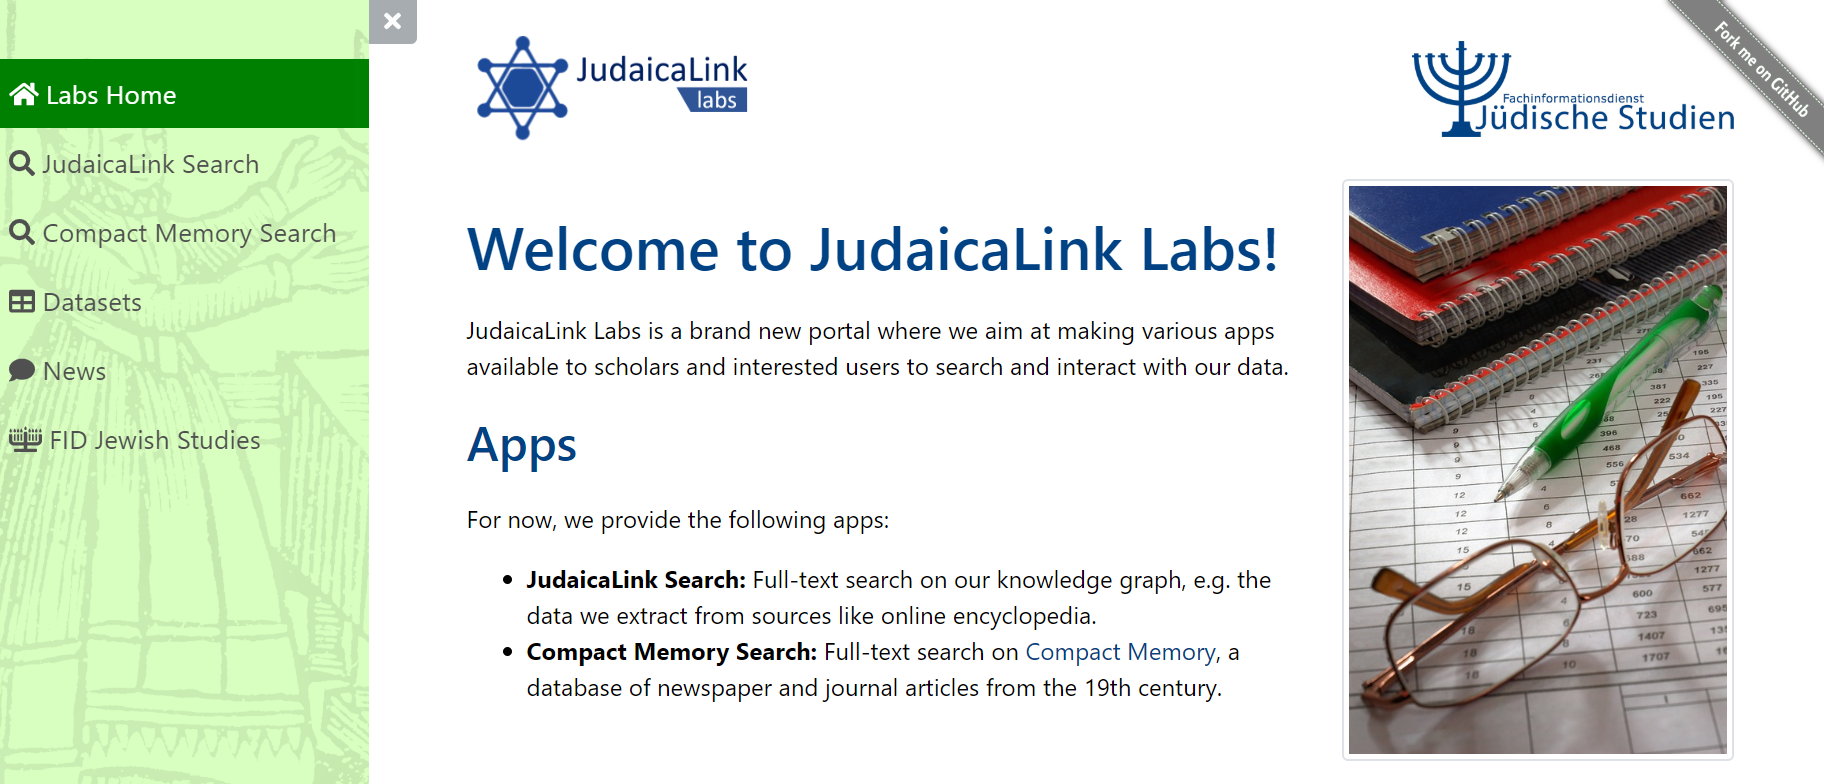 Labs Home
JudaicaLink Search
Compact Memory Search
Datasets
News
FID Jewish Studies
JudaicaLink
labs
Fachinformationsdienst
Jüdische Studien
Fork me on GitHub
Welcome to JudaicaLink Labs!
JudaicaLink Labs is a brand new portal where we aim at making various apps
available to scholars and interested users to search and interact with our data.
Apps
For now, we provide the following apps:
JudaicaLink Search: Full-text search on our knowledge graph, e.g. the
data we extract from sources like online encyclopedia.
Compact Memory Search: Full-text search on Compact Memory, a
database of newspaper and journal articles from the 19th century.